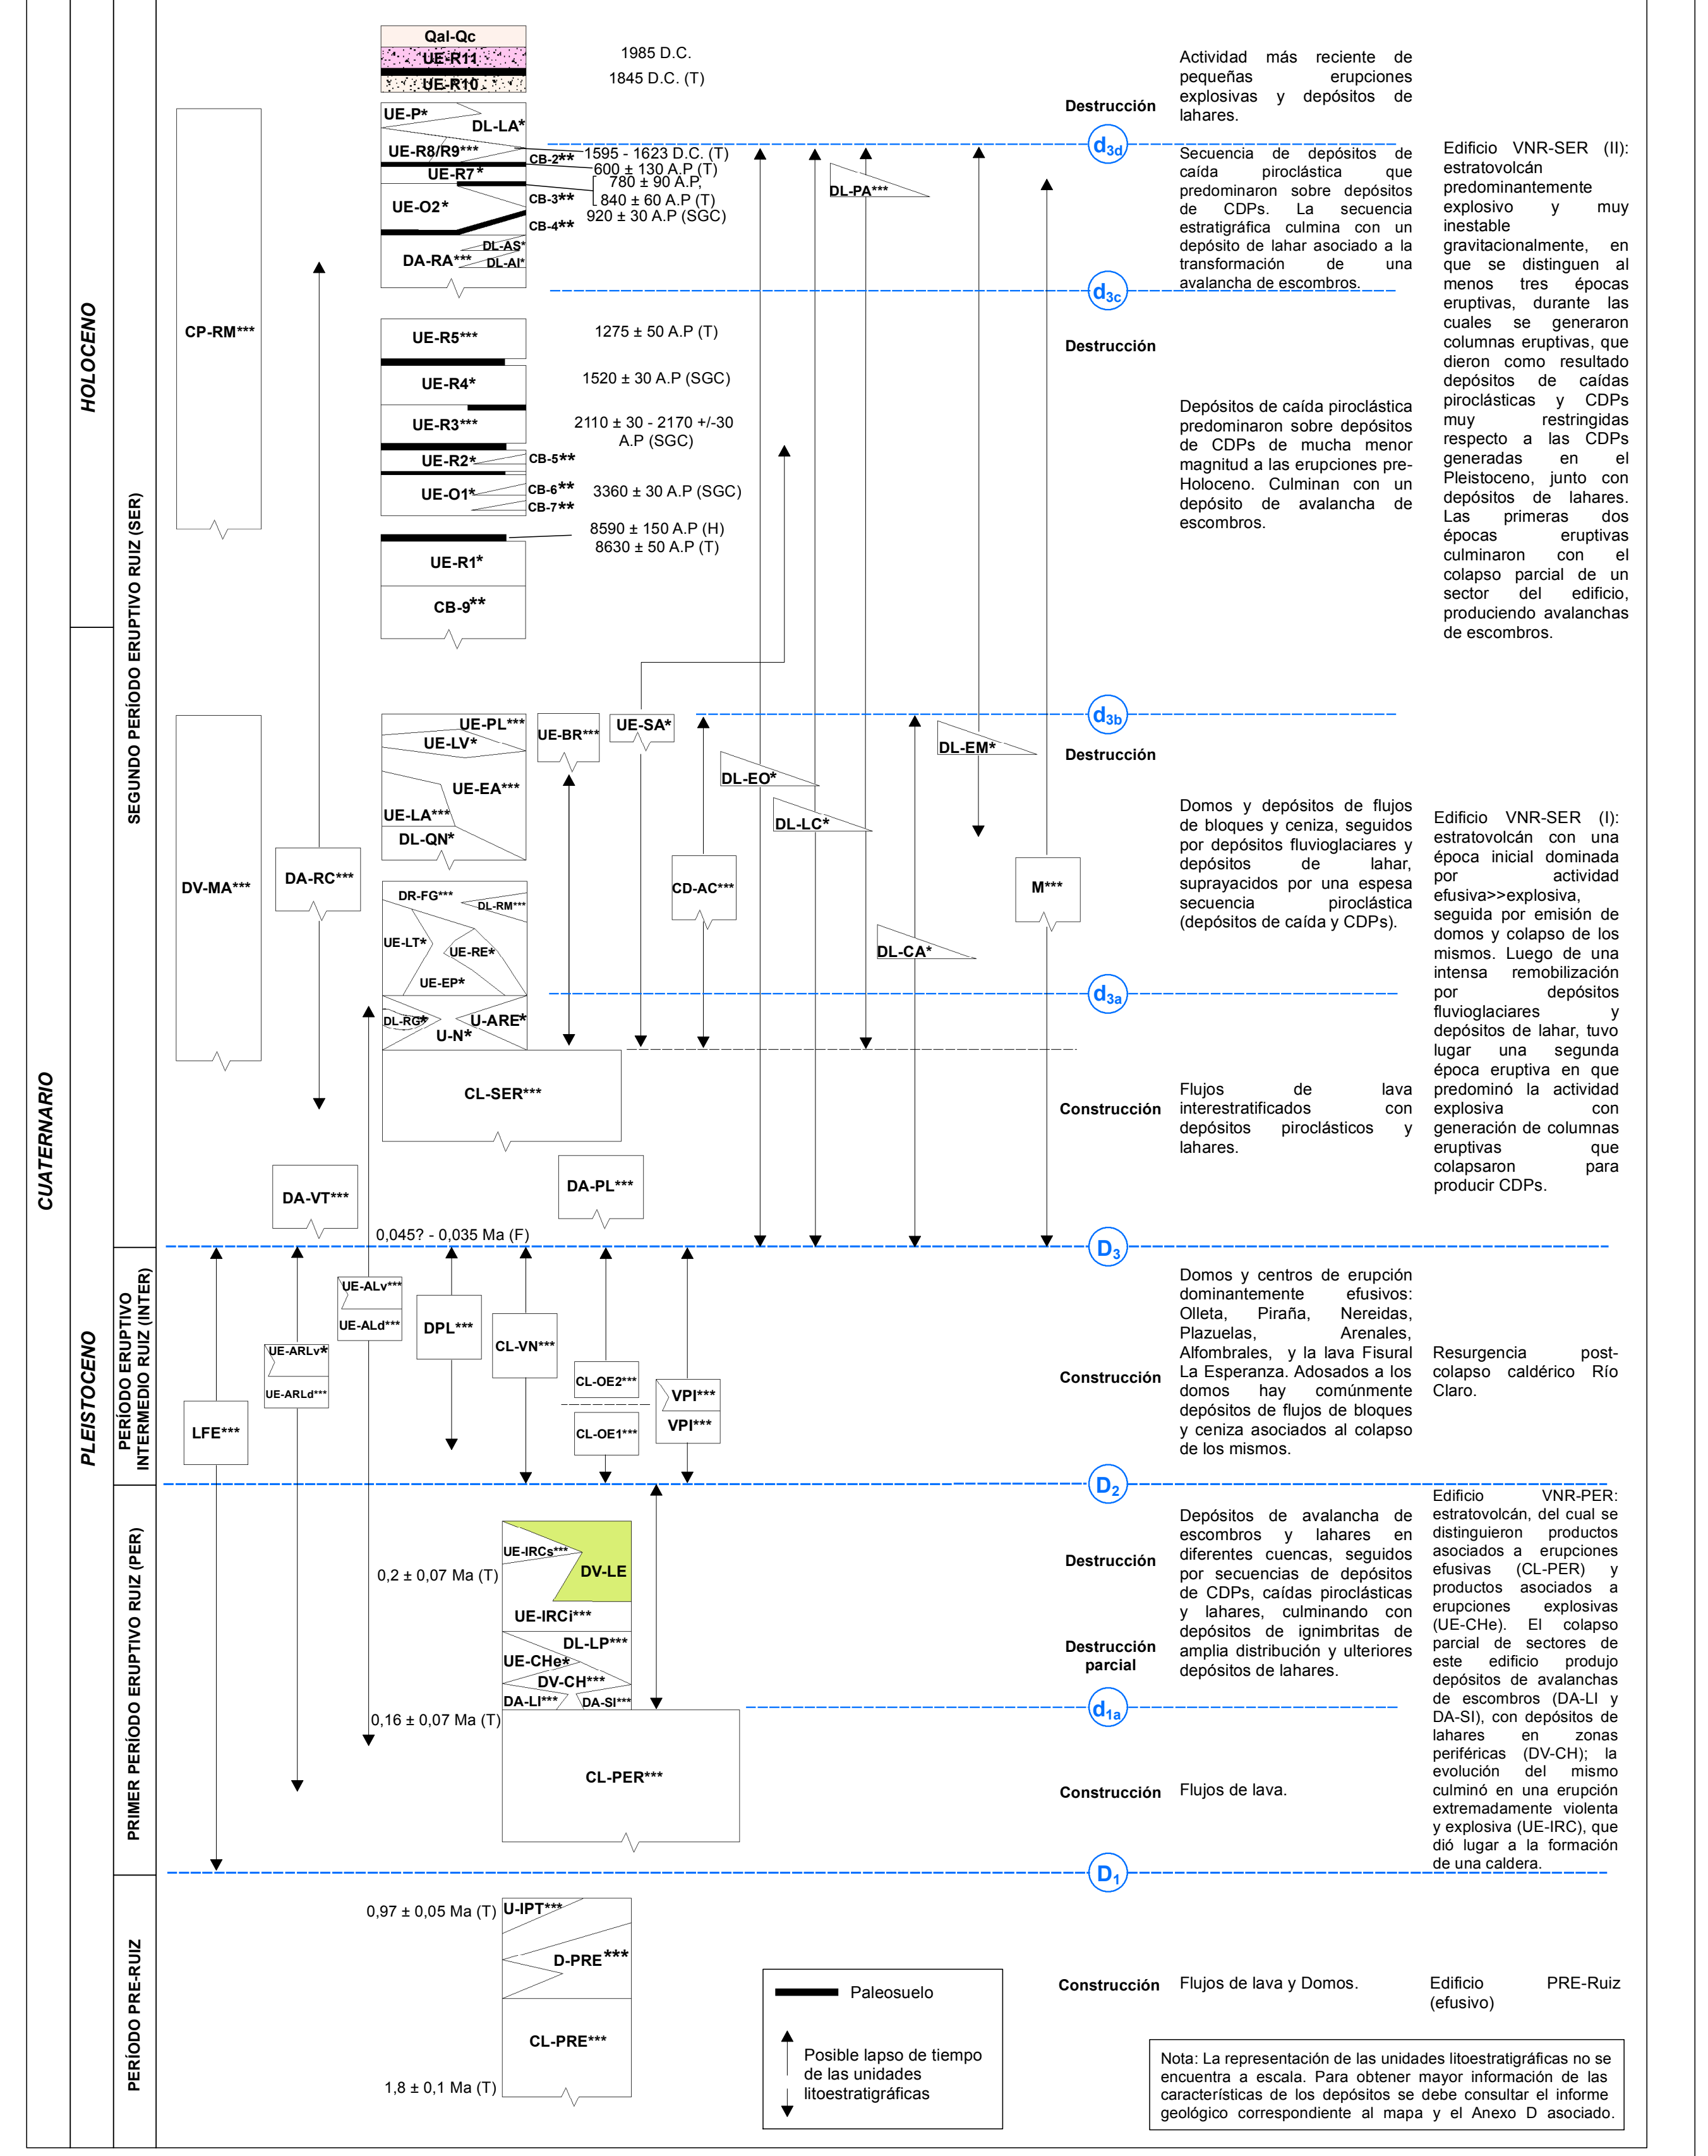 CUATERNARIO
HOLOCENO
PLEISTOCENO
SEGUNDO PERÍODO ERUPTIVO RUIZ (SER)
PERÍODO ERUPTIVO
INTERMEDIO RUIZ (INTER)
PRIMER PERÍODO ERUPTIVO RUIZ (PER)
PERÍODO PRE-RUIZ
CP-RM***
DV-MA***
DA-RC***
DA-VT***
Qal-Qc
UE-R11
UE-R10
1985 D.C.
1845 D.C. (T)
UE-P*
DL-LA*
UE-R8/R9***
CB-2**
UE-R7*
CB-3**
UE-O2*
CB-4**
DL-AS*
DA-RA***
DL-AI*
1595 - 1623 D.C. (T)
600 ± 130 A.P (T)
780 ± 90 A.P,
840 ± 60 A.P (T)
920 ± 30 A.P (SGC)
UE-R5***
1275 ± 50 A.P (T)
UE-R4*
1520 ± 30 A.P (SGC)
UE-R3***
2110 ± 30 - 2170 +/-30
A.P (SGC)
UE-R2*
CB-5**
UE-O1*
CB-6**
3360 ± 30 A.P (SGC)
CB-7**
8590 ± 150 A.P (H)
8630 ± 50 A.P (T)
UE-R1*
CB-9**
UE-PL***
UE-LV*
UE-EA***
UE-LA***
DL-QN*
UE-BR***
UE-SA*
DR-FG***
DL-RM***
UE-LT*
UE-RE*
UE-EP*
DL-RG*
U-ARE*
U-N*
CL-SER***
DA-PL***
DL-PA***
DL-EO*
DL-LC*
CD-AC***
DL-CA*
DL-EM*
M***
0,045? - 0,035 Ma (F)
LFE***
UE-ARLv*
UE-ARLd***
UE-ALv***
UE-ALd***
DPL***
CL-VN***
CL-OE2***
CL-OE1***
VPI***
VPI***
UE-IRCs***
DV-LE
0,2 ± 0,07 Ma (T)
UE-IRCi***
DL-LP***
UE-CHe*
DV-CH***
DA-LI***
DA-SI***
0,16 ± 0,07 Ma (T)
CL-PER***
0,97 ± 0,05 Ma (T)
U-IPT***
D-PRE***
CL-PRE***
1,8 ± 0,1 Ma (T)
Destrucción
d3d
d3c
Destrucción
d3b
Destrucción
d3a
Construcción
D3
Construcción
D2
Destrucción
Destrucción
parcial
d1a
Construcción
D1
Construcción
Actividad más reciente de
pequeñas erupciones
explosivas y depósitos de
lahares.
Secuencia de depósitos de
caída piroclástica que
predominaron sobre depósitos
de CDPs. La secuencia
estratigráfica culmina con un
depósito de lahar asociado a la
transformación de una
avalancha de escombros.
Depósitos de caída piroclástica
predominaron sobre depósitos
de CDPs de mucha menor
magnitud a las erupciones pre-
Holoceno. Culminan con un
depósito de avalancha de
escombros.
Domos y depósitos de flujos
de bloques y ceniza, seguidos
por depósitos fluvioglaciares y
depósitos de lahar,
suprayacidos por una espesa
secuencia piroclástica
(depósitos de caída y CDPs).
Flujos de lava
interestratificados con
depósitos piroclásticos y
lahares.
Domos y centros de erupción
dominantemente efusivos:
Olleta, Piraña, Nereidas,
Plazuelas, Arenales,
Alfombrales, y la lava Fisural
La Esperanza. Adosados a los
domos hay comúnmente
depósitos de flujos de bloques
y ceniza asociados al colapso
de los mismos.
Depósitos de avalancha de
escombros y lahares en
diferentes cuencas, seguidos
por secuencias de depósitos
de CDPs, caídas piroclásticas
y lahares, culminando con
depósitos de ignimbritas de
amplia distribución y ulteriores
depósitos de lahares.
Flujos de lava.
Flujos de lava y Domos.
Edificio VNR-SER (II):
estratovolcán
predominantemente
explosivo y muy
inestable
gravitacionalmente, en
que se distinguen al
menos tres épocas
eruptivas, durante las
cuales se generaron
columnas eruptivas, que
dieron como resultado
depósitos de caídas
piroclásticas y CDPs
muy restringidas
respecto a las CDPs
generadas en el
Pleistoceno, junto con
depósitos de lahares.
Las primeras dos
épocas eruptivas
culminaron con el
colapso parcial de un
sector del edificio,
produciendo avalanchas
de escombros.
Edificio VNR-SER (I):
estratovolcán con una
época inicial dominada
por actividad
efusiva>>explosiva,
seguida por emisión de
domos y colapso de los
mismos. Luego de una
intensa remobilización
por depósitos
fluvioglaciares y
depósitos de lahar, tuvo
lugar una segunda
época eruptiva en que
predominó la actividad
explosiva con
generación de columnas
eruptivas que
colapsaron para
producir CDPs.
Resurgencia post-
colapso caldérico Río
Claro.
Edificio VNR-PER:
estratovolcán, del cual se
distinguieron productos
asociados a erupciones
efusivas (CL-PER) y
productos asociados a
erupciones explosivas
(UE-CHe). El colapso
parcial de sectores de
este edificio produjo
depósitos de avalanchas
de escombros (DA-LI y
DA-SI), con depósitos de
lahares en zonas
periféricas (DV-CH); la
evolución del mismo
culminó en una erupción
extremadamente violenta
y explosiva (UE-IRC), que
dió lugar a la formación
de una caldera.
Edificio PRE-Ruiz
(efusivo)
Paleosuelo
Posible lapso de tiempo
de las unidades
litoestratigráficas
Nota: La representación de las unidades litoestratigráficas no se
encuentra a escala. Para obtener mayor información de las
características de los depósitos se debe consultar el informe
geológico correspondiente al mapa y el Anexo D asociado.